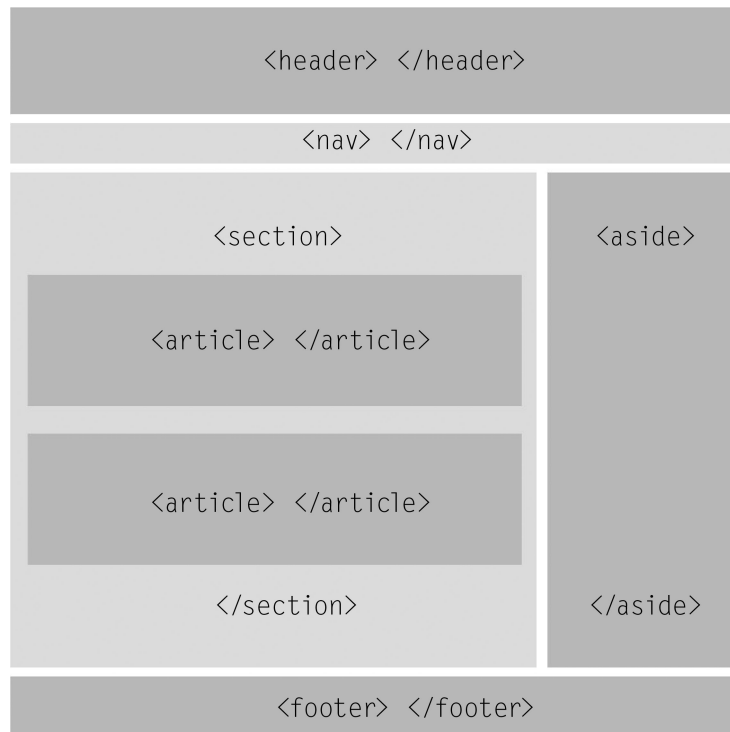 <header> </header>
<nav> </nav>
<section>
<article> </article>
<article> </article>
</section>
<aside>
</aside>
<footer> </footer>